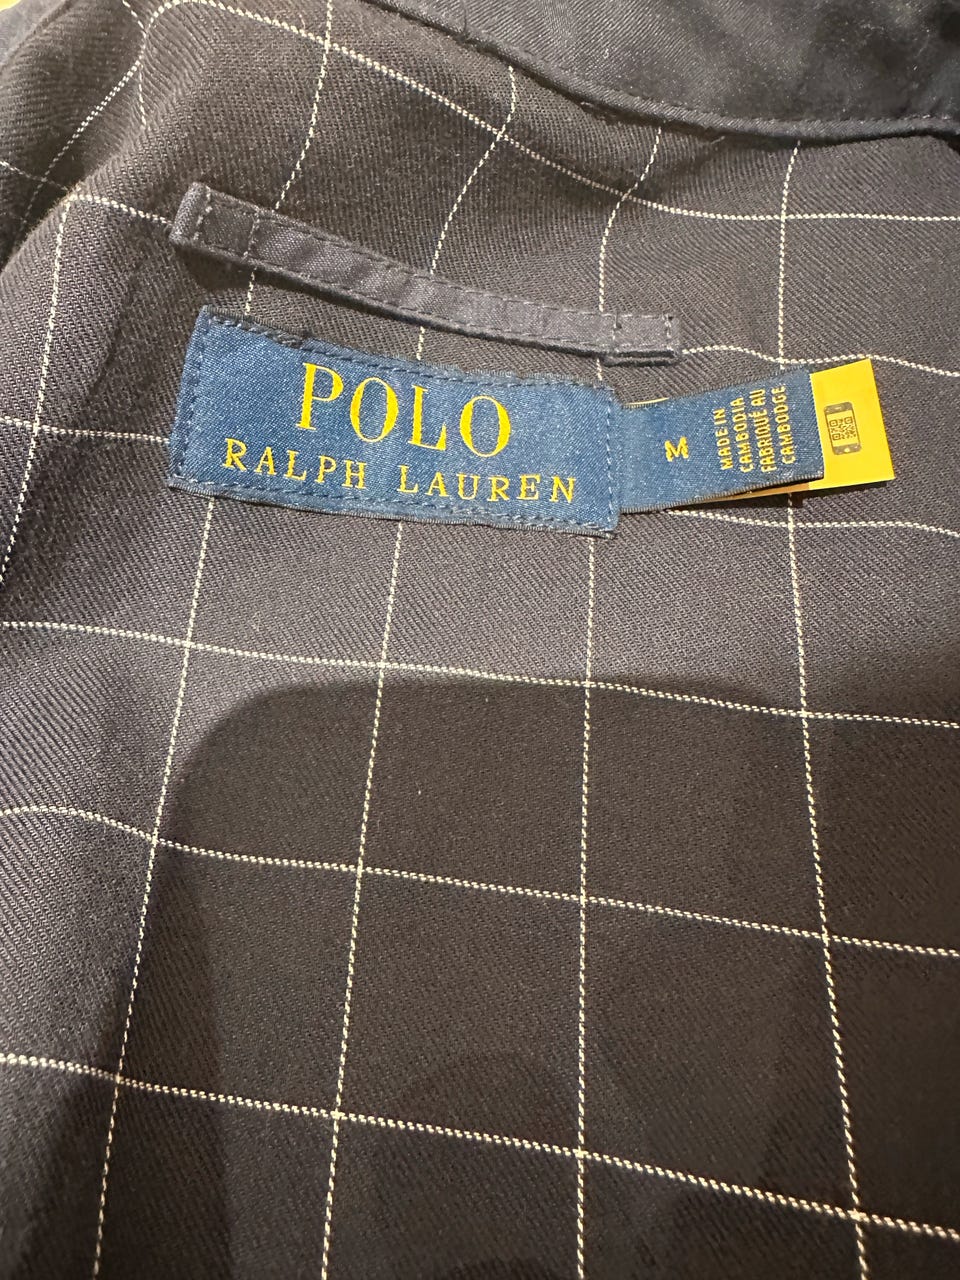 POLO
RALPH LAUREN
M
MADE IN
CAMBODIA
FABRIQUÉ AU
CAMBODGE